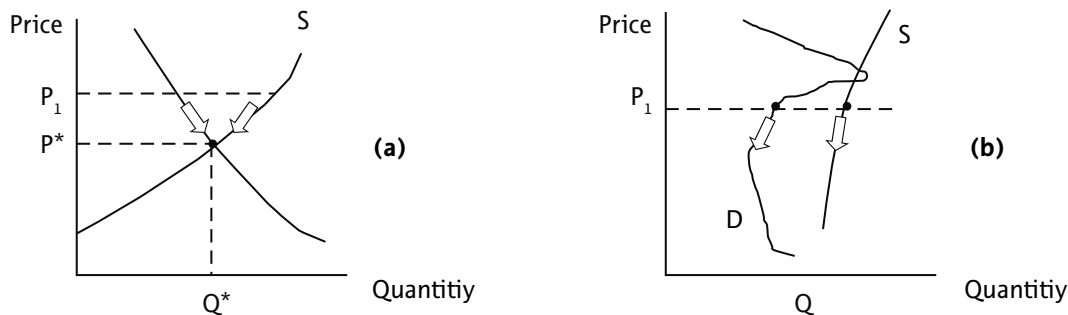 Price
S
P₁
P*
(a)
Q*
Quantitiy
Price
S
P₁
(b)
D
Q
Quantitiy